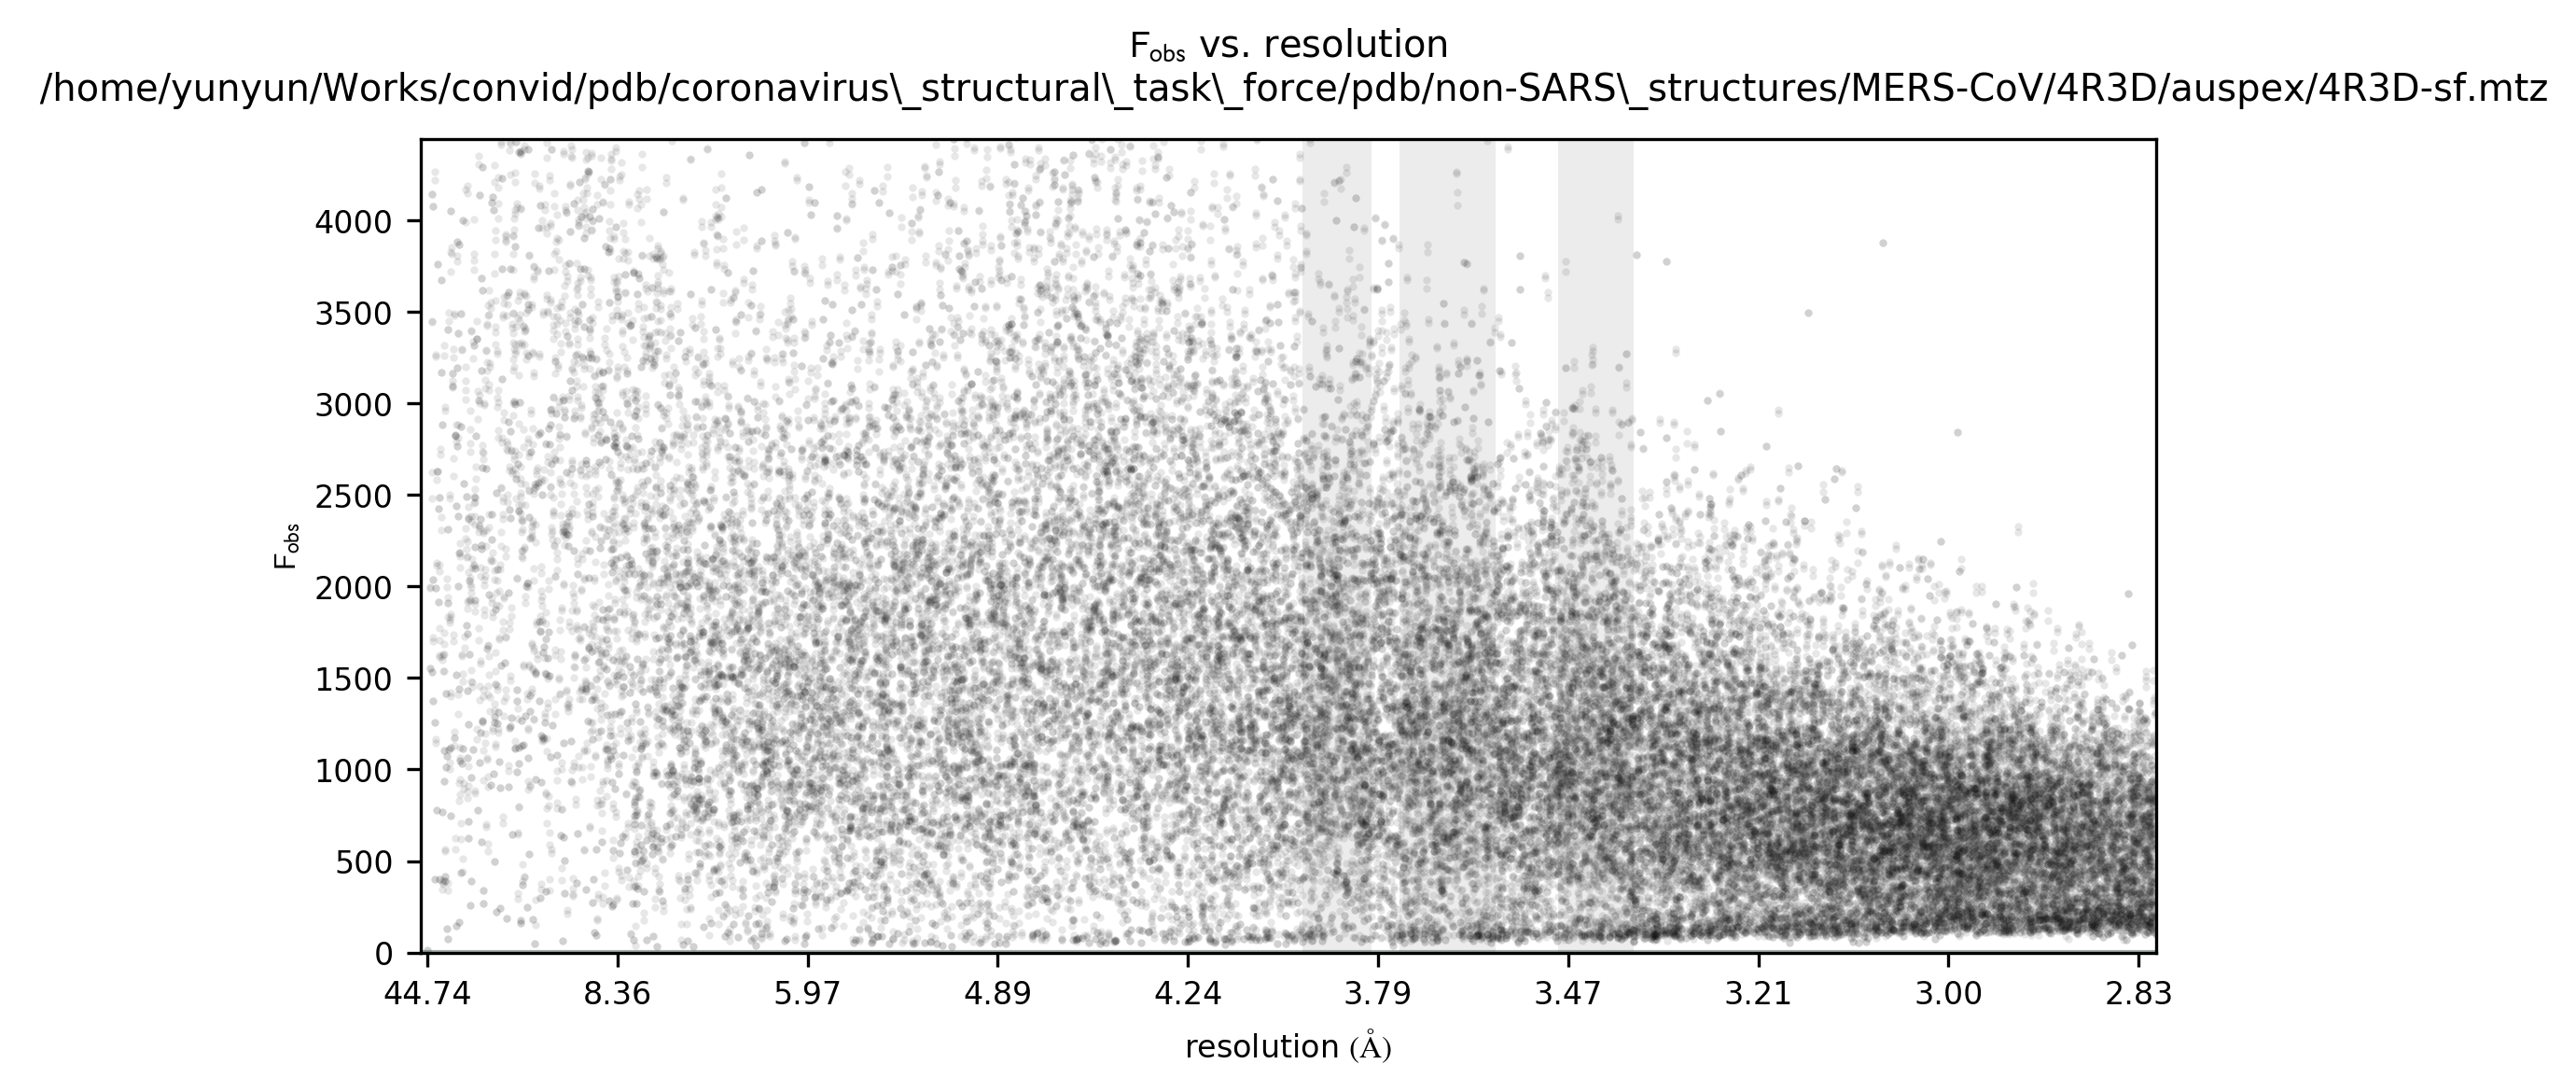 F_obs vs. resolution
/home/yunyun/Works/convid/pdb/coronavirus\_structural\_task\_force/pdb/non-SARS\_structures/MERS-CoV/4R3D/auspex/4R3D-sf.mtz
F_obs
4000
3500
3000
2500
2000
1500
1000
500
0
44.74 8.36 5.97 4.89 4.24 3.79 3.47 3.21 3.00 2.83
resolution (Å)